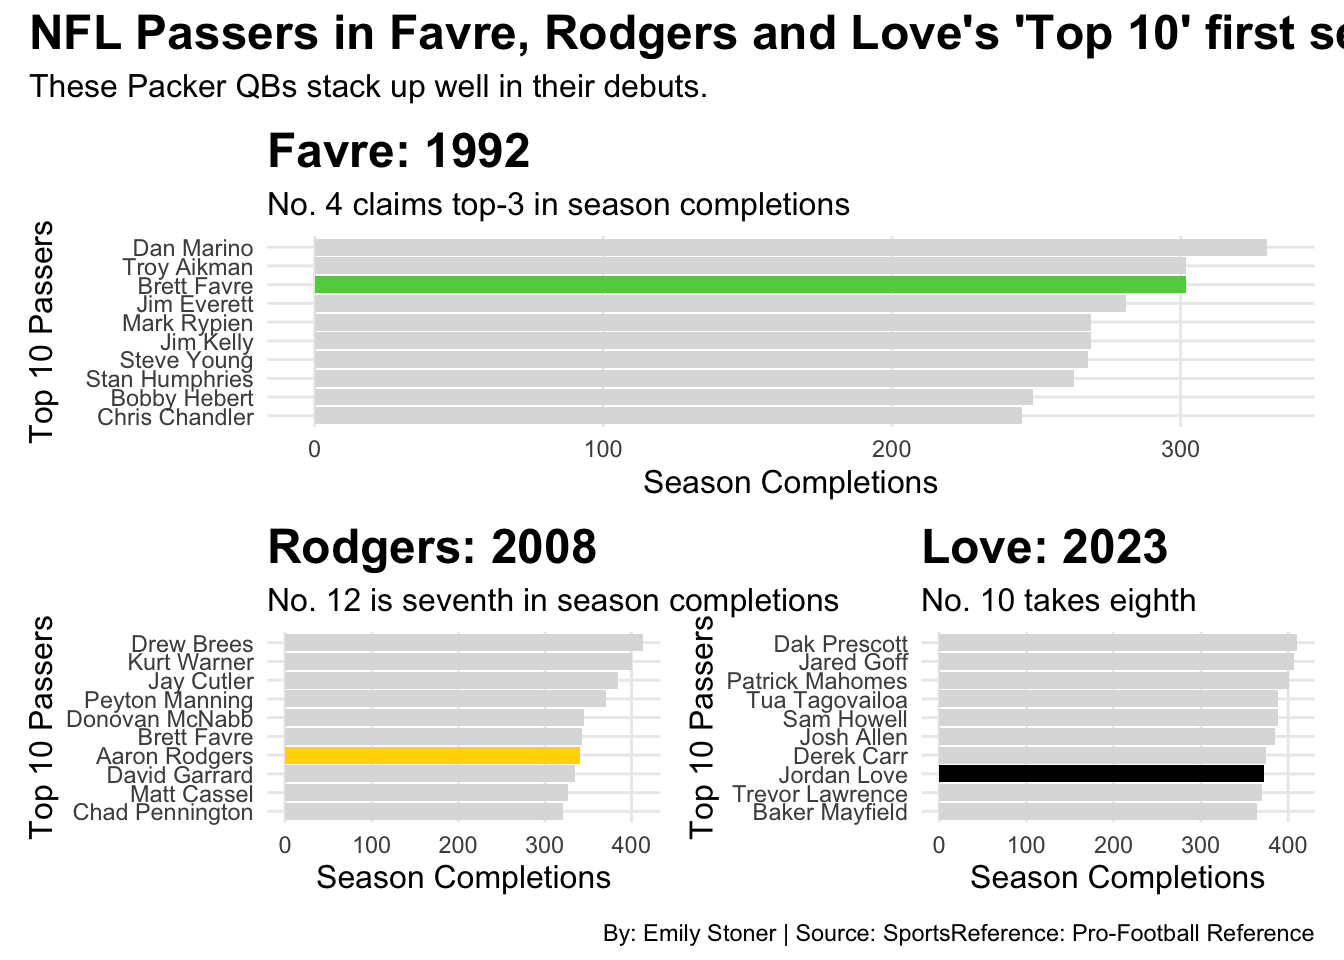 NFL Passers in Favre, Rodgers and Love's 'Top 10' first se
These Packer QBs stack up well in their debuts.
Favre: 1992
No. 4 claims top-3 in season completions
Top 10 Passers
Dan Marino
Troy Aikman
Brett Favre
Jim Everett
Mark Rypien
Jim Kelly
Steve Young
Stan Humphries
Bobby Hebert
Chris Chandler
0 100 200 300
Season Completions
Rodgers: 2008
No. 12 is seventh in season completions
Top 10 Passers
Drew Brees
Kurt Warner
Jay Cutler
Peyton Manning
Donovan McNabb
Brett Favre
Aaron Rodgers
David Garrard
Matt Cassel
Chad Pennington
0 100 200 300 400
Season Completions
Love: 2023
No. 10 takes eighth
Top 10 Passers
Dak Prescott
Jared Goff
Patrick Mahomes
Tua Tagovailoa
Sam Howell
Josh Allen
Derek Carr
Jordan Love
Trevor Lawrence
Baker Mayfield
0 100 200 300 400
Season Completions
By: Emily Stoner | Source: SportsReference: Pro-Football Reference